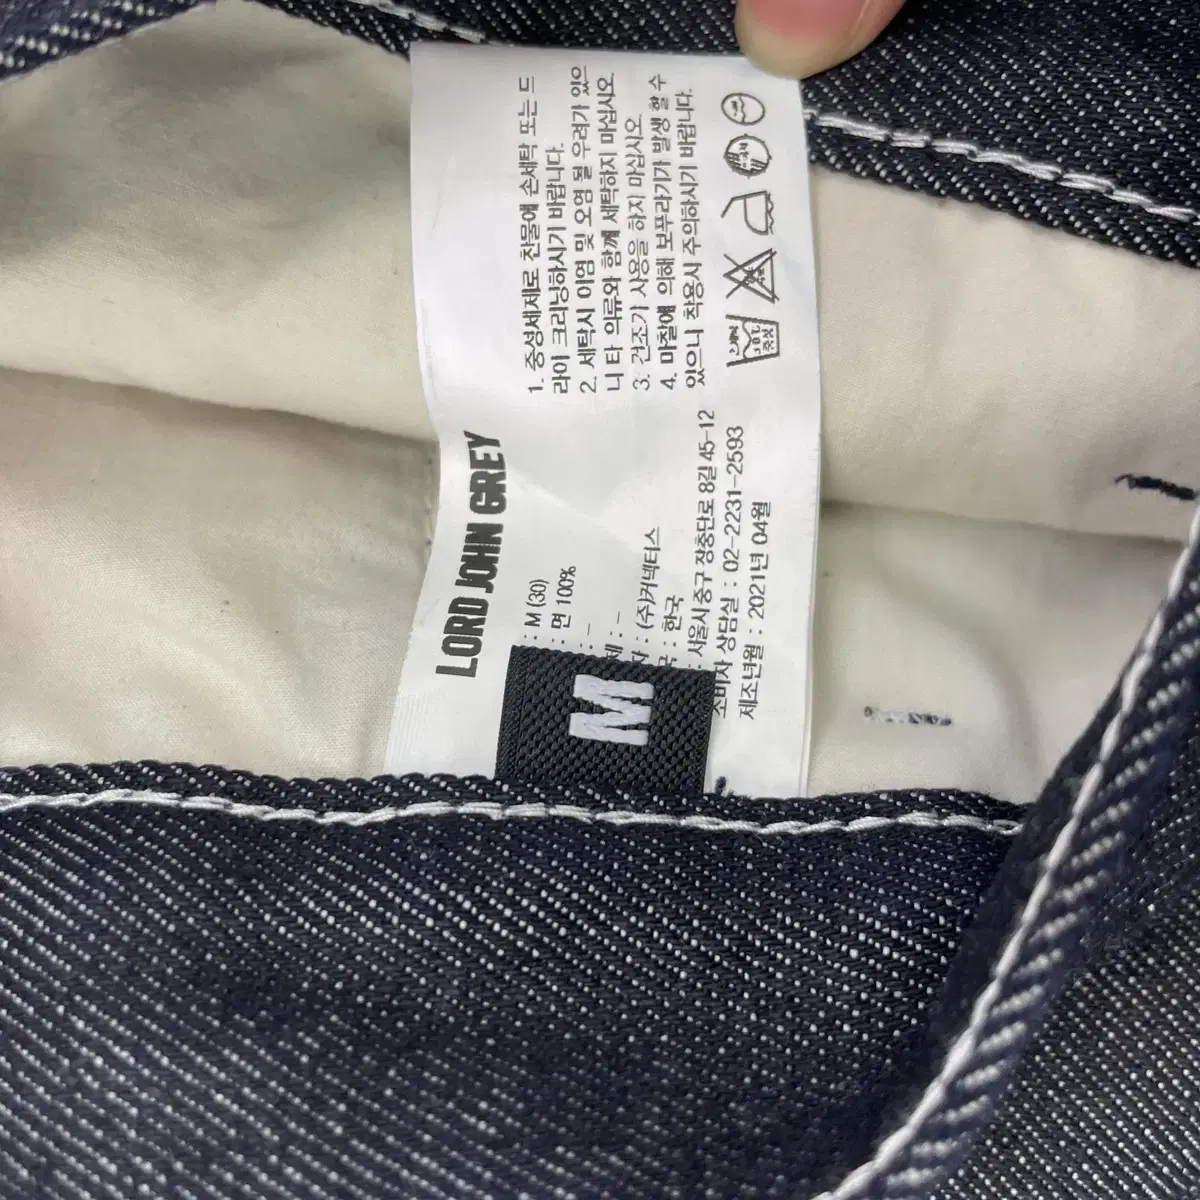 LORD JOHN GREY
: M (30)
: 면 100%
: -
: -
: (주)커넥터스
: 한국
: 서울시 중구 장충단로 8길 45-12
소비자 상담실 : 02-2231-2593
제조년월 : 2021년 04월
M
1. 중성세제로 찬물에 손세탁 또는 드
라이 크리닝하시기 바랍니다.
2. 세탁시 이염 및 오염 될 우려가 있으
니 타 의류와 함께 세탁하지 마십시오.
3. 건조기 사용을 하지 마십시오.
4. 마찰에 의해 보푸라기가 발생 할 수
있으니 착용시 주의하시기 바랍니다.